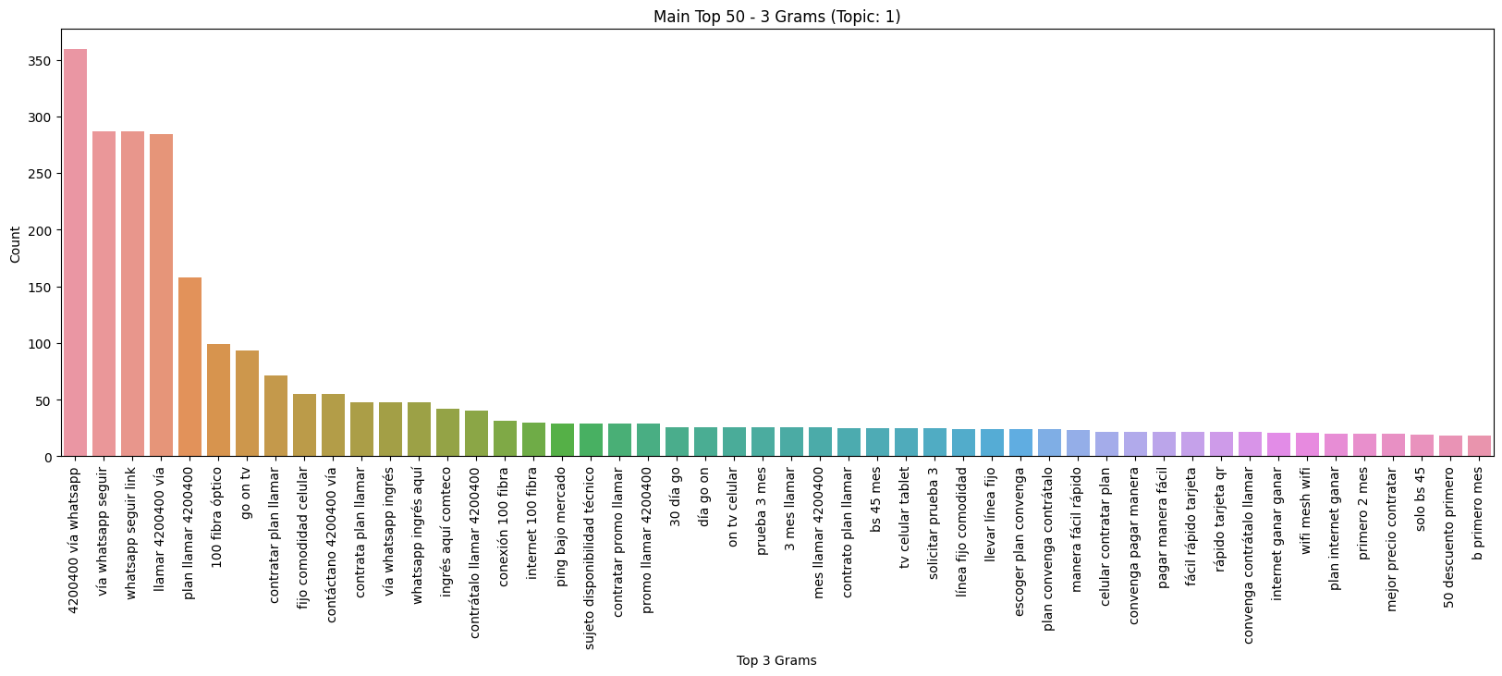 Main Top 50 - 3 Grams (Topic: 1)
Count
350
300
250
200
150
100
50
0
4200400 vía whatsapp
vía whatsapp seguir
whatsapp seguir link
llamar 4200400 vía
plan llamar 4200400
100 fibra óptico
go on tv
contratar plan llamar
fijo comodidad celular
contáctano 4200400 vía
contrata plan llamar
vía whatsapp ingrés
whatsapp ingrés aquí
ingrés aquí comteco
contrátalo llamar 4200400
conexión 100 fibra
internet 100 fibra
ping bajo mercado
sujeto disponibilidad técnico
contratar promo llamar
promo llamar 4200400
30 día go
día go on
on tv celular
prueba 3 mes
3 mes llamar
mes llamar 4200400
contrato plan llamar
bs 45 mes
tv celular tablet
solicitar prueba 3
línea fijo comodidad
llevar línea fijo
escoger plan convenga
plan convenga contrátalo
manera fácil rápido
celular contratar plan
convenga pagar manera
pagar manera fácil
fácil rápido tarjeta
rápido tarjeta qr
convenga contrátalo llamar
internet ganar ganar
wifi mesh wifi
plan internet ganar
primero 2 mes
mejor precio contratar
solo bs 45
50 descuento primero
b primero mes
Top 3 Grams